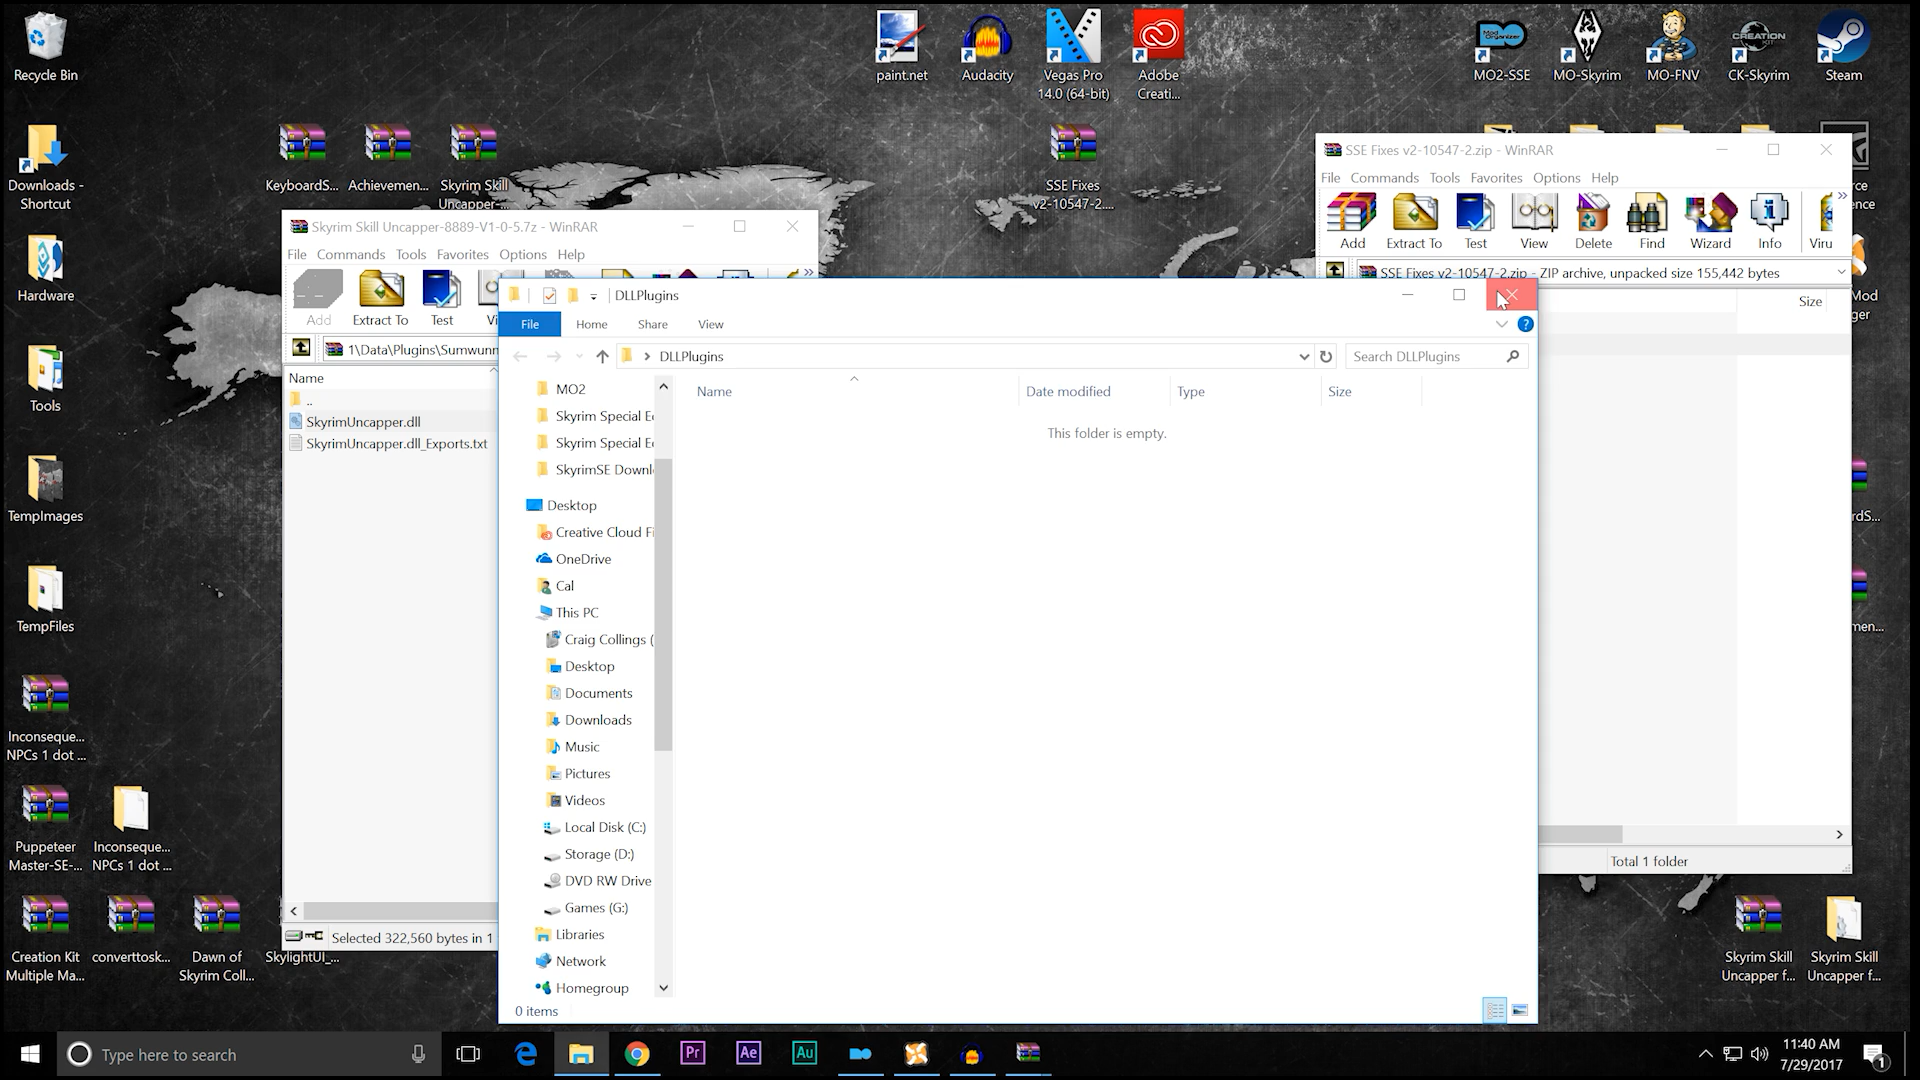 Recycle Bin
paint.net
Audacity
Vegas Pro
14.0 (64-bit)
Adobe
Creati...
MO2-SSE
MO-Skyrim
MO-FNV
CK-Skyrim
Steam
Downloads -
Shortcut
KeyboardS...
Achievemen...
Skyrim Skill
Uncapper-...
SSE Fixes
v2-10547-2....
SSE Fixes v2-10547-2.zip - WinRAR
File Commands Tools Favorites Options Help
Add Extract To Test View Delete Find Wizard Info Viru
SSE Fixes v2-10547-2.zip - ZIP archive, unpacked size 155,442 bytes
Size
Total 1 folder
Skyrim Skill Uncapper-8889-V1-0-5.7z - WinRAR
File Commands Tools Favorites Options Help
Add Extract To Test Vi
1\Data\Plugins\Sumwunn
Name
..
SkyrimUncapper.dll
SkyrimUncapper.dll_Exports.txt
Selected 322,560 bytes in 1
DLLPlugins
File Home Share View
DLLPlugins
Search DLLPlugins
Name Date modified Type Size
This folder is empty.
MO2
Skyrim Special E
Skyrim Special E
SkyrimSE Downl
Desktop
Creative Cloud Fi
OneDrive
Cal
This PC
Craig Collings (
Desktop
Documents
Downloads
Music
Pictures
Videos
Local Disk (C:)
Storage (D:)
DVD RW Drive
Games (G:)
Libraries
Network
Homegroup
0 items
Hardware
Tools
TempImages
TempFiles
Inconseque...
NPCs 1 dot ...
Puppeteer
Master-SE-...
Inconseque...
NPCs 1 dot ...
Creation Kit
Multiple Ma...
converttosk...
Dawn of
Skyrim Coll...
SkylightUI_...
Mod
ger
rdS...
men...
Skyrim Skill
Uncapper f...
Skyrim Skill
Uncapper f...
Type here to search
Pr
Ae
Au
11:40 AM
7/29/2017
1